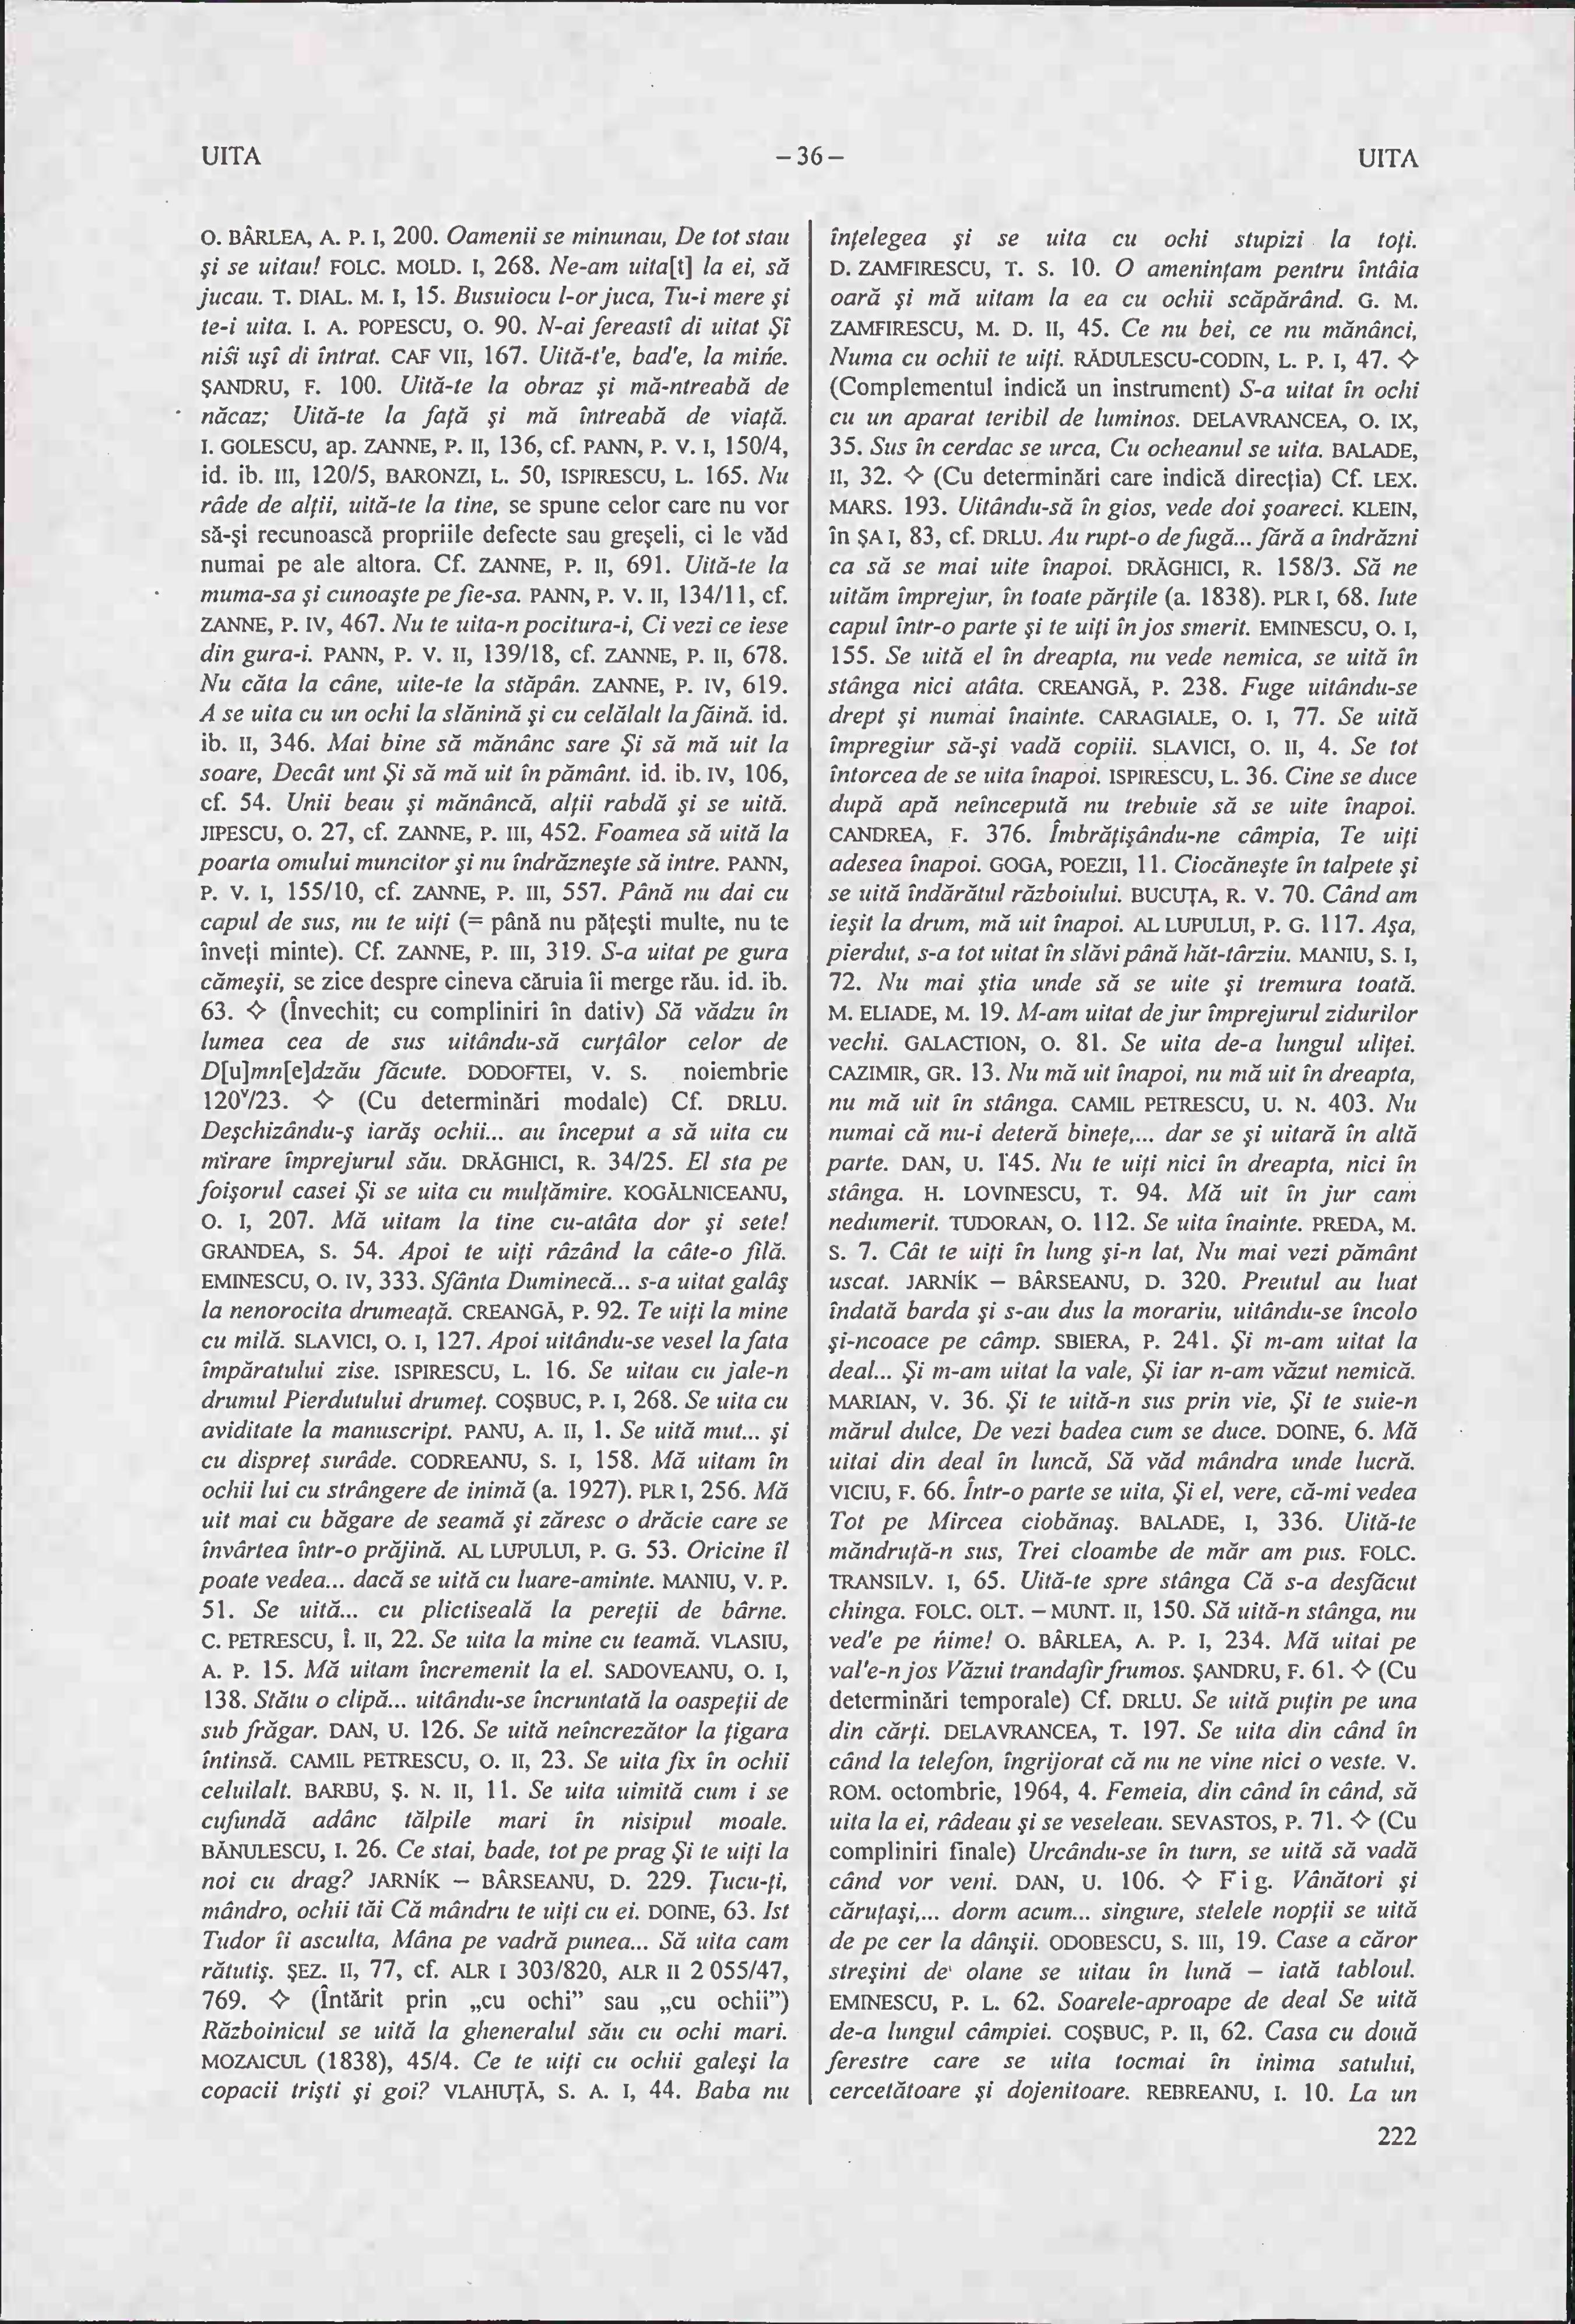 UITA
– 36 –
UITA
O. BÂRLEA, A. P. I, 200. Oamenii se minunau, De tot stau
şi se uitau! FOLC. MOLD. I, 268. Ne-am uita[t] la ei, să
jucau. T. DIAL. M. I, 15. Busuiocu l-or juca, Tu-i mere şi
te-i uita. I. A. POPESCU, O. 90. N-ai fereastî di uitat Şî
niśi uşî di întrat. CAF VII, 167. Uită-t'e, bad'e, la mińe.
ŞANDRU, F. 100. Uită-te la obraz şi mă-ntreabă de
năcaz; Uită-te la faţă şi mă întreabă de viaţă.
I. GOLESCU, ap. ZANNE, P. II, 136, cf. PANN, P. V. I, 150/4,
id. ib. III, 120/5, BARONZI, L. 50, ISPIRESCU, L. 165. Nu
râde de alţii, uită-te la tine, se spune celor care nu vor
să-şi recunoască propriile defecte sau greşeli, ci le văd
numai pe ale altora. Cf. ZANNE, P. II, 691. Uită-te la
muma-sa şi cunoaşte pe fie-sa. PANN, P. V. II, 134/11, cf.
ZANNE, P. IV, 467. Nu te uita-n pocitura-i, Ci vezi ce iese
din gura-i. PANN, P. V. II, 139/18, cf. ZANNE, P. II, 678.
Nu căta la câne, uite-te la stăpân. ZANNE, P. IV, 619.
A se uita cu un ochi la slănină şi cu celălalt la făină. id.
ib. II, 346. Mai bine să mănânc sare Şi să mă uit la
soare, Decât unt Şi să mă uit în pământ. id. ib. IV, 106,
cf. 54. Unii beau şi mănâncă, alţii rabdă şi se uită.
JIPESCU, O. 27, cf. ZANNE, P. III, 452. Foamea să uită la
poarta omului muncitor şi nu îndrăzneşte să intre. PANN,
P. V. I, 155/10, cf. ZANNE, P. III, 557. Până nu dai cu
capul de sus, nu te uiţi (= până nu păţeşti multe, nu te
înveţi minte). Cf. ZANNE, P. III, 319. S-a uitat pe gura
cămeşii, se zice despre cineva căruia îi merge rău. id. ib.
63. ◇ (Învechit; cu compliniri în dativ) Să vădzu în
lumea cea de sus uitându-să curţâlor celor de
D[u]mn[e]dzău făcute. DODOFTEI, V. S. noiembrie
120ᵛ/23. ◇ (Cu determinări modale) Cf. DRLU.
Deşchizându-ş iarăş ochii... au început a să uita cu
mirare împrejurul său. DRĂGHICI, R. 34/25. El sta pe
foişorul casei Şi se uita cu mulţămire. KOGĂLNICEANU,
O. I, 207. Mă uitam la tine cu-atâta dor şi sete!
GRANDEA, S. 54. Apoi te uiţi râzând la câte-o filă.
EMINESCU, O. IV, 333. Sfânta Duminecă... s-a uitat galâş
la nenorocita drumeaţă. CREANGĂ, P. 92. Te uiţi la mine
cu milă. SLAVICI, O. I, 127. Apoi uitându-se vesel la fata
împăratului zise. ISPIRESCU, L. 16. Se uitau cu jale-n
drumul Pierdutului drumeţ. COŞBUC, P. I, 268. Se uita cu
aviditate la manuscript. PANU, A. II, 1. Se uită mut... şi
cu dispreţ surâde. CODREANU, S. I, 158. Mă uitam în
ochii lui cu strângere de inimă (a. 1927). PLR I, 256. Mă
uit mai cu băgare de seamă şi zăresc o drăcie care se
învârtea într-o prăjină. AL LUPULUI, P. G. 53. Oricine îl
poate vedea... dacă se uită cu luare-aminte. MANIU, V. P.
51. Se uită... cu plictiseală la pereţii de bârne.
C. PETRESCU, Î. II, 22. Se uita la mine cu teamă. VLASIU,
A. P. 15. Mă uitam încremenit la el. SADOVEANU, O. I,
138. Stătu o clipă... uitându-se încruntată la oaspeţii de
sub frăgar. DAN, U. 126. Se uită neîncrezător la ţigara
întinsă. CAMIL PETRESCU, O. II, 23. Se uita fix în ochii
celuilalt. BARBU, Ş. N. II, 11. Se uita uimită cum i se
cufundă adânc tălpile mari în nisipul moale.
BĂNULESCU, I. 26. Ce stai, bade, tot pe prag Şi te uiţi la
noi cu drag? JARNÍK – BÂRSEANU, D. 229. Ţucu-ţi,
mândro, ochii tăi Că mândru te uiţi cu ei. DOINE, 63. Ist
Tudor îi asculta, Mâna pe vadră punea... Să uita cam
rătutiş. ŞEZ. II, 77, cf. ALR I 303/820, ALR II 2 055/47,
769. ◇ (Întărit prin „cu ochi” sau „cu ochii”)
Războinicul se uită la gheneralul său cu ochi mari.
MOZAICUL (1838), 45/4. Ce te uiţi cu ochii galeşi la
copacii trişti şi goi? VLAHUŢĂ, S. A. I, 44. Baba nu
înţelegea şi se uita cu ochi stupizi la toţi.
D. ZAMFIRESCU, T. S. 10. O ameninţam pentru întâia
oară şi mă uitam la ea cu ochii scăpărând. G. M.
ZAMFIRESCU, M. D. II, 45. Ce nu bei, ce nu mănânci,
Numa cu ochii te uiţi. RĂDULESCU-CODIN, L. P. I, 47. ◇
(Complementul indică un instrument) S-a uitat în ochi
cu un aparat teribil de luminos. DELAVRANCEA, O. IX,
35. Sus în cerdac se urca, Cu ocheanul se uita. BALADE,
II, 32. ◇ (Cu determinări care indică direcţia) Cf. LEX.
MARS. 193. Uitându-să în gios, vede doi şoareci. KLEIN,
în ŞA I, 83, cf. DRLU. Au rupt-o de fugă... fără a îndrăzni
ca să se mai uite înapoi. DRĂGHICI, R. 158/3. Să ne
uităm împrejur, în toate părţile (a. 1838). PLR I, 68. Iute
capul într-o parte şi te uiţi în jos smerit. EMINESCU, O. I,
155. Se uită el în dreapta, nu vede nemica, se uită în
stânga nici atâta. CREANGĂ, P. 238. Fuge uitându-se
drept şi numai înainte. CARAGIALE, O. I, 77. Se uită
împregiur să-şi vadă copiii. SLAVICI, O. II, 4. Se tot
întorcea de se uita înapoi. ISPIRESCU, L. 36. Cine se duce
după apă neîncepută nu trebuie să se uite înapoi.
CANDREA, F. 376. Îmbrăţişându-ne câmpia, Te uiţi
adesea înapoi. GOGA, POEZII, 11. Ciocăneşte în talpete şi
se uită îndărătul războiului. BUCUŢA, R. V. 70. Când am
ieşit la drum, mă uit înapoi. AL LUPULUI, P. G. 117. Aşa,
pierdut, s-a tot uitat în slăvi până hăt-târziu. MANIU, S. I,
72. Nu mai ştia unde să se uite şi tremura toată.
M. ELIADE, M. 19. M-am uitat de jur împrejurul zidurilor
vechi. GALACTION, O. 81. Se uita de-a lungul uliţei.
CAZIMIR, GR. 13. Nu mă uit înapoi, nu mă uit în dreapta,
nu mă uit în stânga. CAMIL PETRESCU, U. N. 403. Nu
numai că nu-i deteră bineţe,... dar se şi uitară în altă
parte. DAN, U. 145. Nu te uiţi nici în dreapta, nici în
stânga. H. LOVINESCU, T. 94. Mă uit în jur cam
nedumerit. TUDORAN, O. 112. Se uita înainte. PREDA, M.
S. 7. Cât te uiţi în lung şi-n lat, Nu mai vezi pământ
uscat. JARNÍK – BÂRSEANU, D. 320. Preutul au luat
îndată barda şi s-au dus la morariu, uitându-se încolo
şi-ncoace pe câmp. SBIERA, P. 241. Şi m-am uitat la
deal... Şi m-am uitat la vale, Şi iar n-am văzut nemică.
MARIAN, V. 36. Şi te uită-n sus prin vie, Şi te suie-n
mărul dulce, De vezi badea cum se duce. DOINE, 6. Mă
uitai din deal în luncă, Să văd mândra unde lucră.
VICIU, F. 66. Într-o parte se uita, Şi el, vere, că-mi vedea
Tot pe Mircea ciobănaş. BALADE, I, 336. Uită-te
măndruţă-n sus, Trei cloambe de măr am pus. FOLC.
TRANSILV. I, 65. Uită-te spre stânga Că s-a desfăcut
chinga. FOLC. OLT. – MUNT. II, 150. Să uită-n stânga, nu
ved'e pe ńime! O. BÂRLEA, A. P. I, 234. Mă uitai pe
val'e-n jos Văzui trandafir frumos. ŞANDRU, F. 61. ◇ (Cu
determinări temporale) Cf. DRLU. Se uită puţin pe una
din cărţi. DELAVRANCEA, T. 197. Se uita din când în
când la telefon, îngrijorat că nu ne vine nici o veste. V.
ROM. octombrie, 1964, 4. Femeia, din când în când, să
uita la ei, râdeau şi se veseleau. SEVASTOS, P. 71. ◇ (Cu
compliniri finale) Urcându-se în turn, se uită să vadă
când vor veni. DAN, U. 106. ◇ Fig. Vânători şi
căruţaşi,... dorm acum... singure, stelele nopţii se uită
de pe cer la dânşii. ODOBESCU, S. III, 19. Case a căror
streşini de olane se uitau în lună – iată tabloul.
EMINESCU, P. L. 62. Soarele-aproape de deal Se uită
de-a lungul câmpiei. COŞBUC, P. II, 62. Casa cu două
ferestre care se uita tocmai în inima satului,
cercetătoare şi dojenitoare. REBREANU, I. 10. La un
222